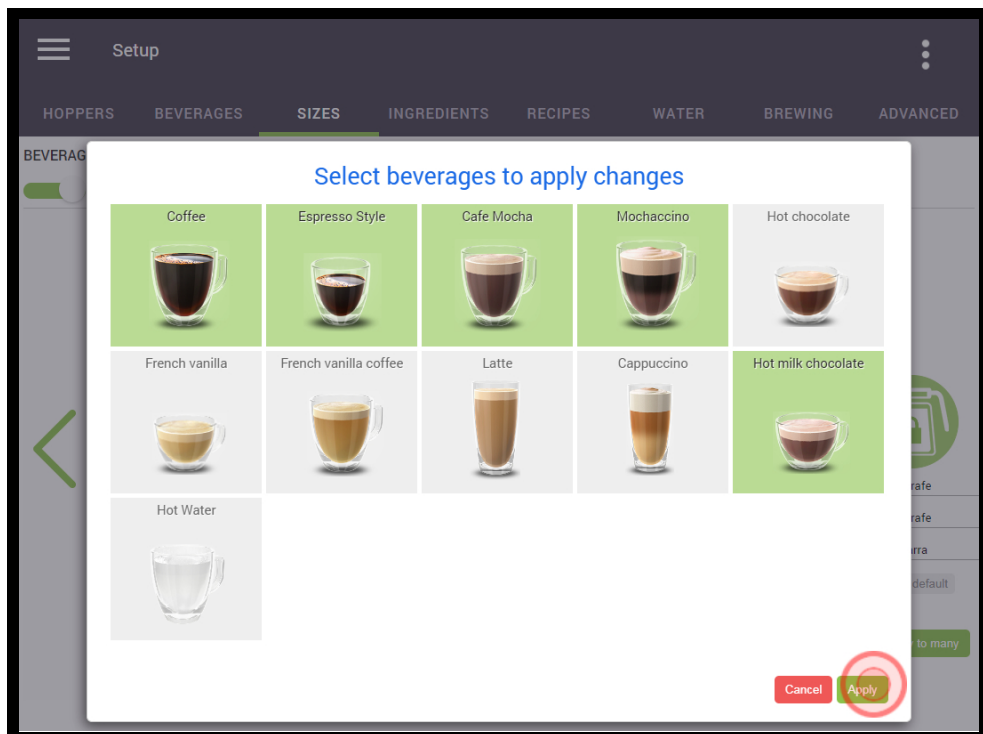 Setup
HOPPERS BEVERAGES SIZES INGREDIENTS RECIPES WATER BREWING ADVANCED
BEVERAG
Select beverages to apply changes
Coffee Espresso Style Cafe Mocha Mochaccino Hot chocolate
French vanilla French vanilla coffee Latte Cappuccino Hot milk chocolate
rafe
Hot Water
rafe
rra
default
to many
Cancel Apply